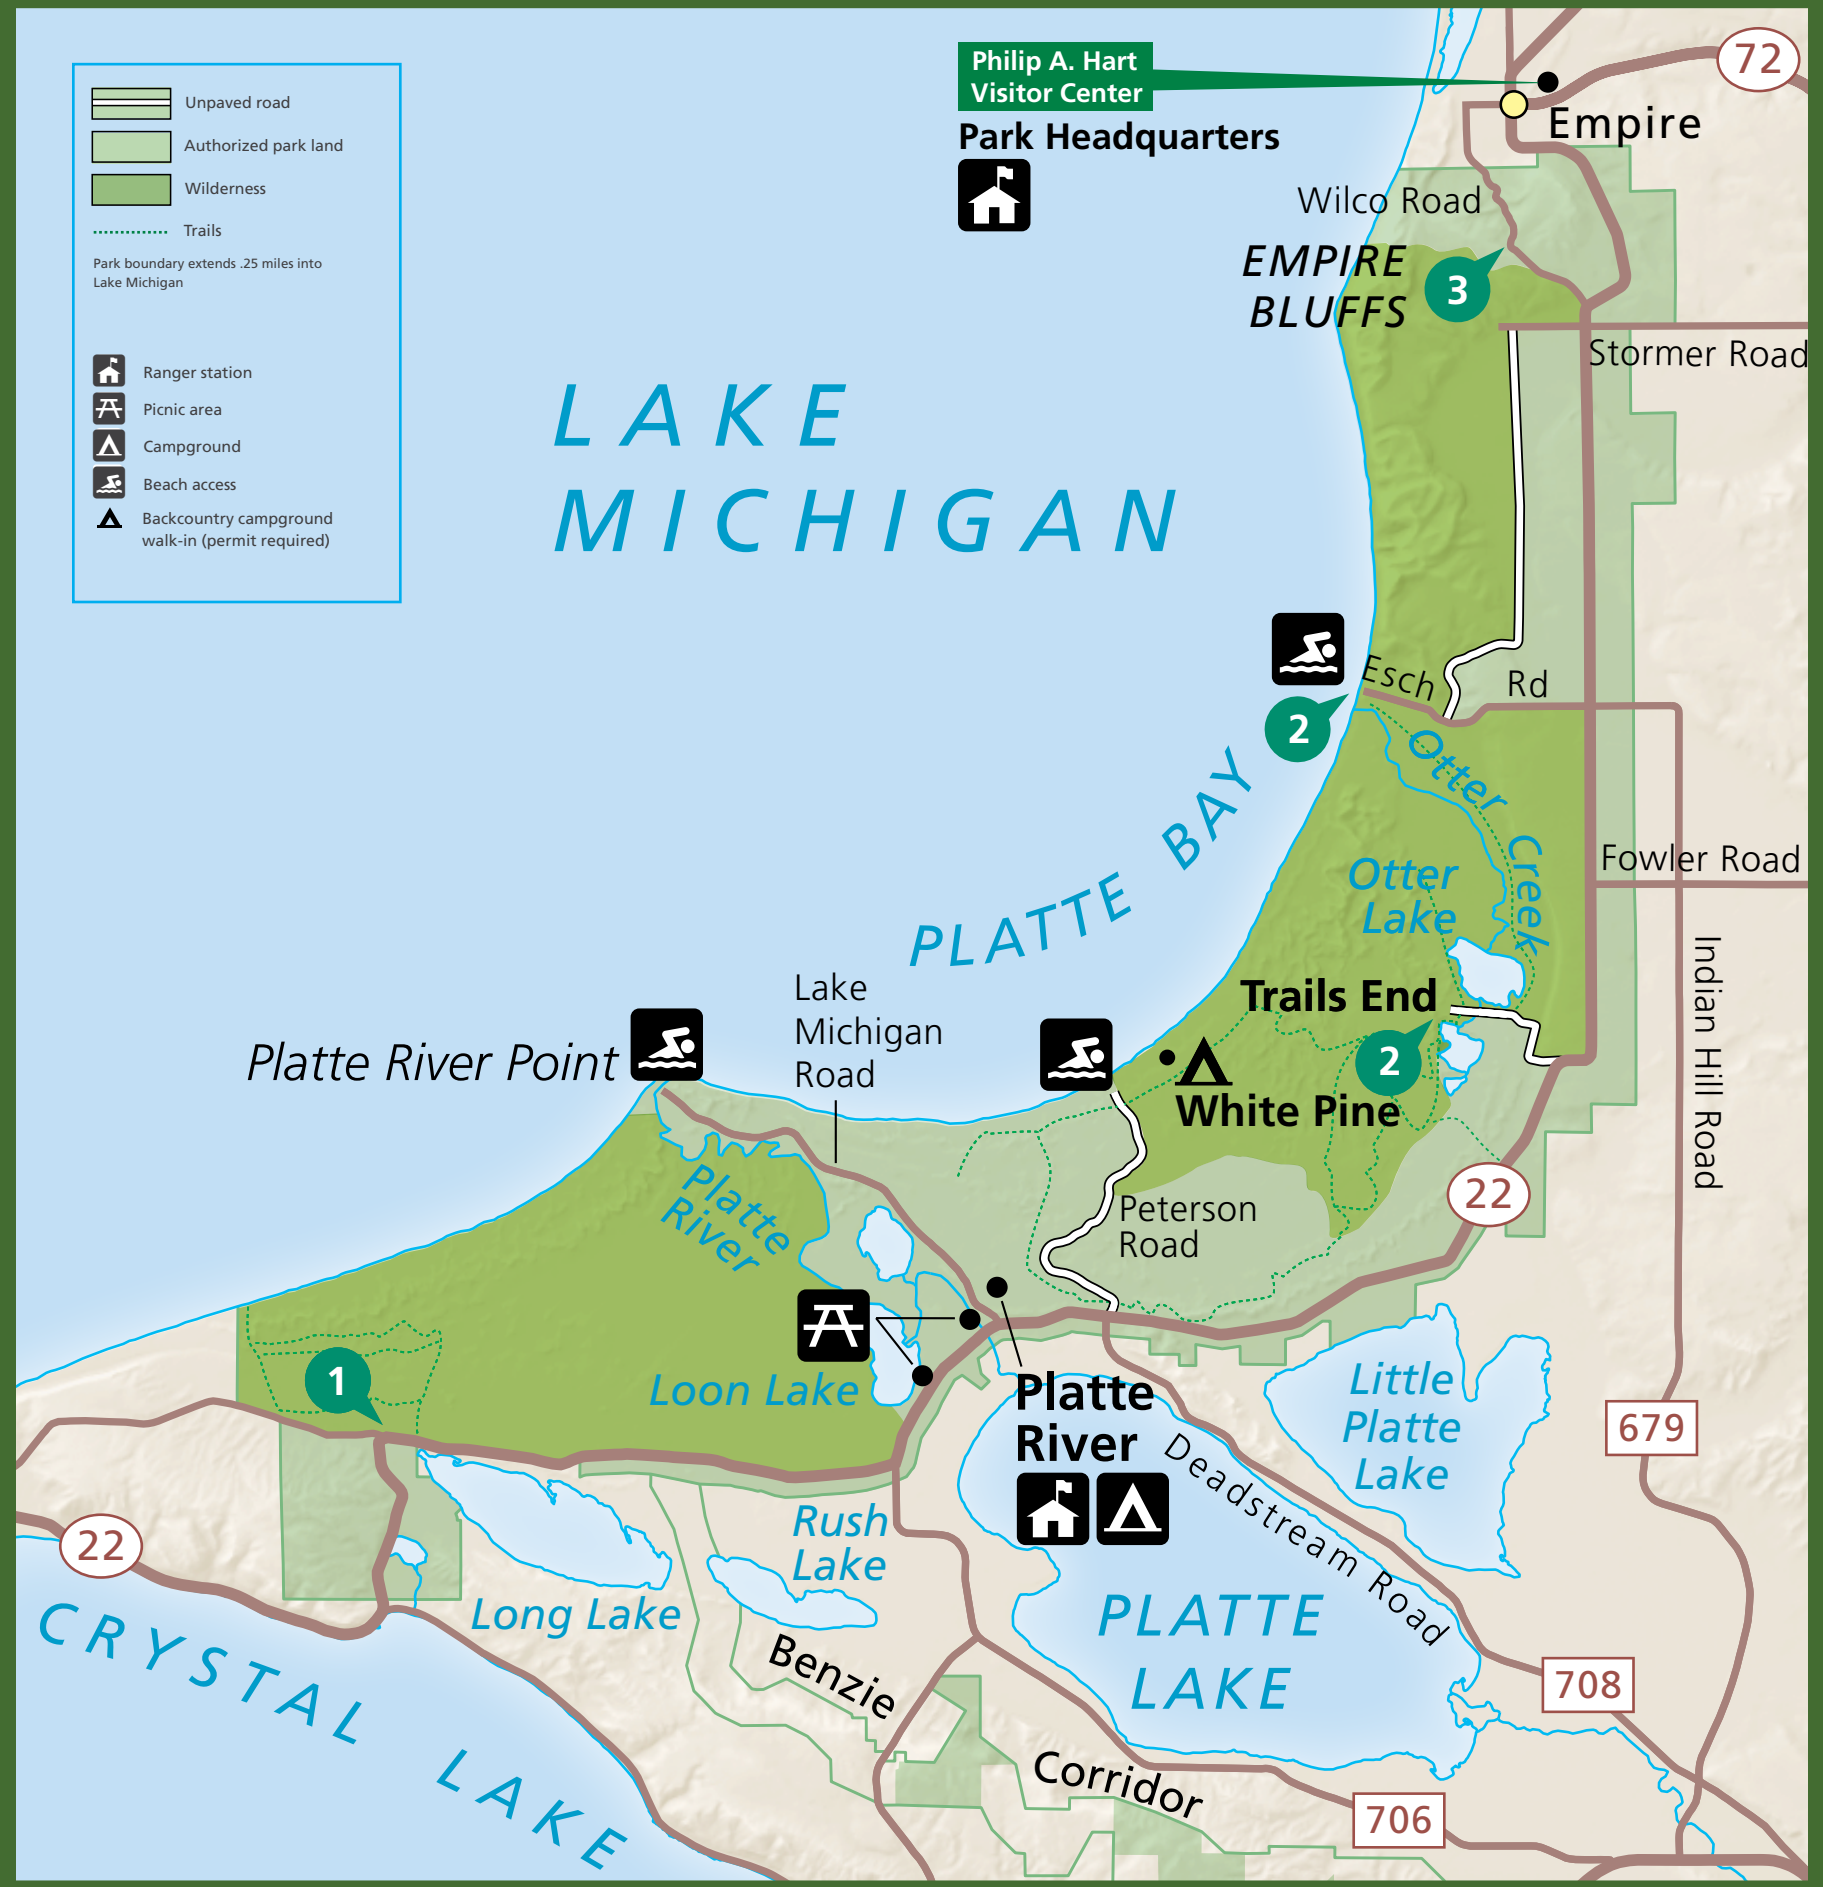 Unpaved road
Authorized park land
Wilderness
Trails
Park boundary extends .25 miles into
Lake Michigan
Ranger station
Picnic area
Campground
Beach access
Backcountry campground
walk-in (permit required)
Philip A. Hart
Visitor Center
Park Headquarters
72
Empire
Wilco Road
EMPIRE
BLUFFS
3
Stormer Road
LAKE
MICHIGAN
Esch Rd
2
Otter Creek
PLATTE BAY
Fowler Road
Otter
Lake
Indian Hill Road
Trails End
2
White Pine
Lake
Michigan
Road
Platte River Point
Platte
River
Peterson
Road
22
1
Loon Lake
Platte
River
Little
Platte
Lake
679
Deadstream Road
Rush
Lake
22
Long Lake
PLATTE
LAKE
708
CRYSTAL LAKE
Benzie
Corridor
706